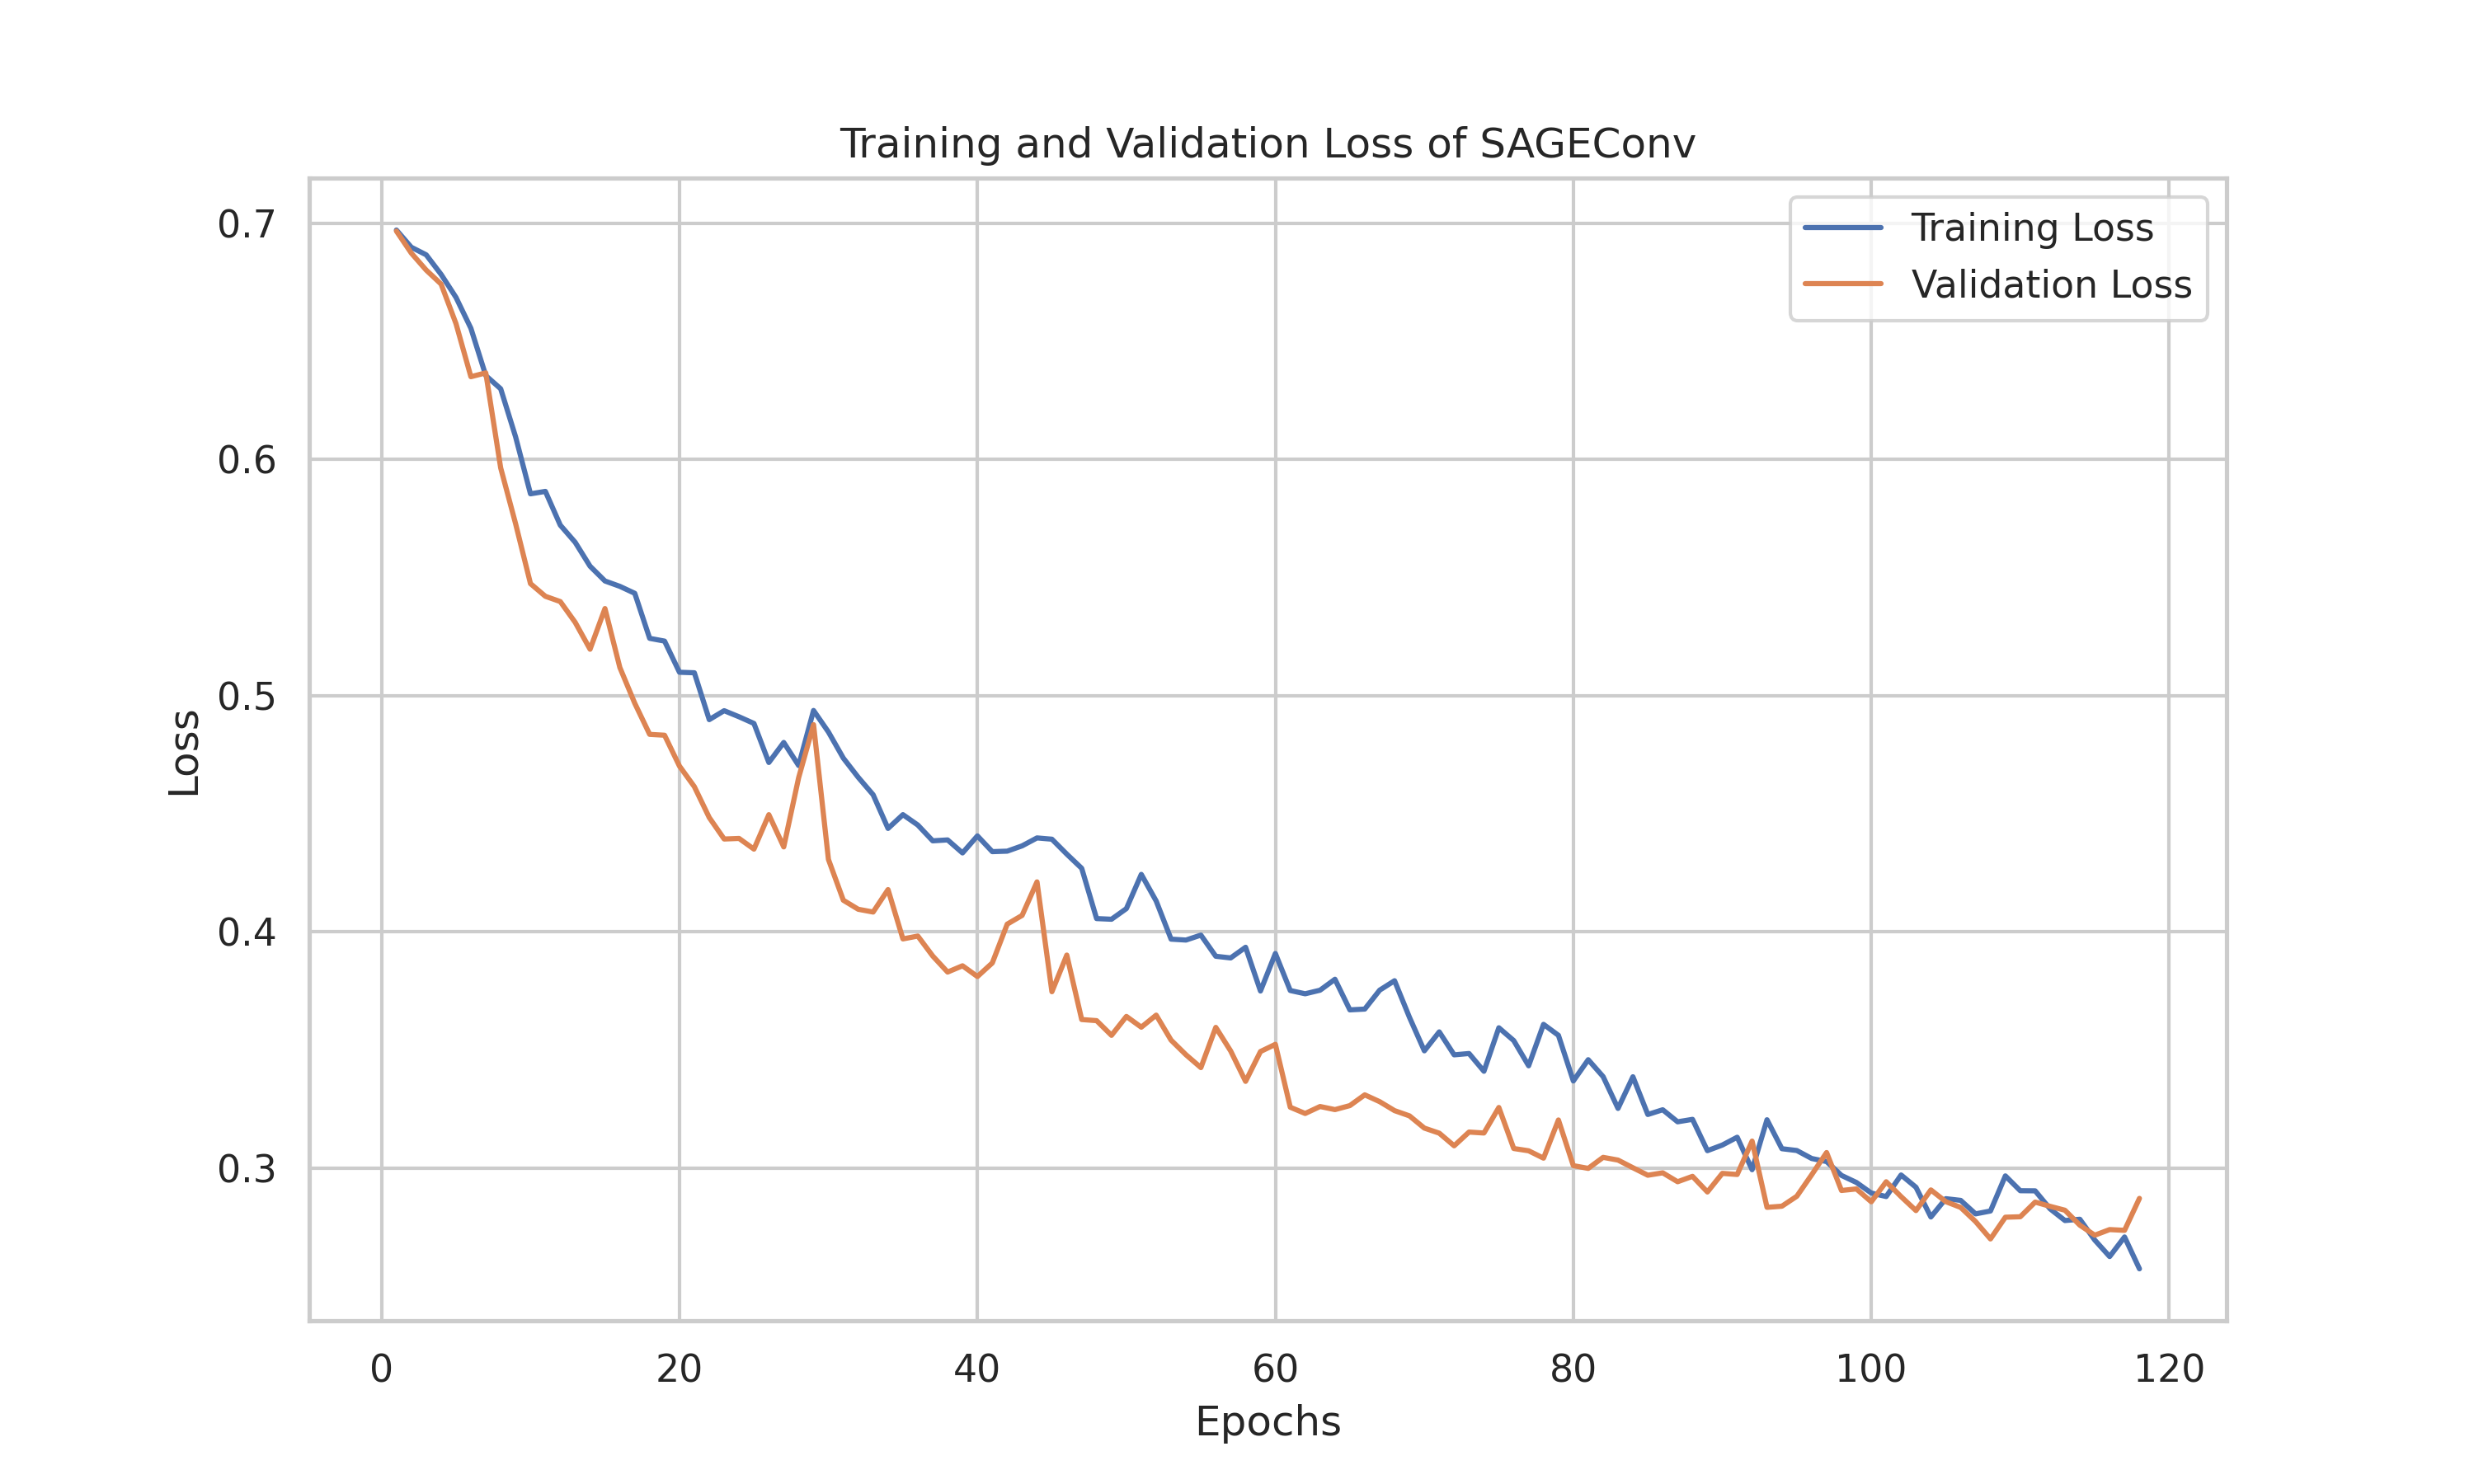 Training and Validation Loss of SAGEConv
Training Loss
Validation Loss
Loss
0.7
0.6
0.5
0.4
0.3
0 20 40 60 80 100 120
Epochs